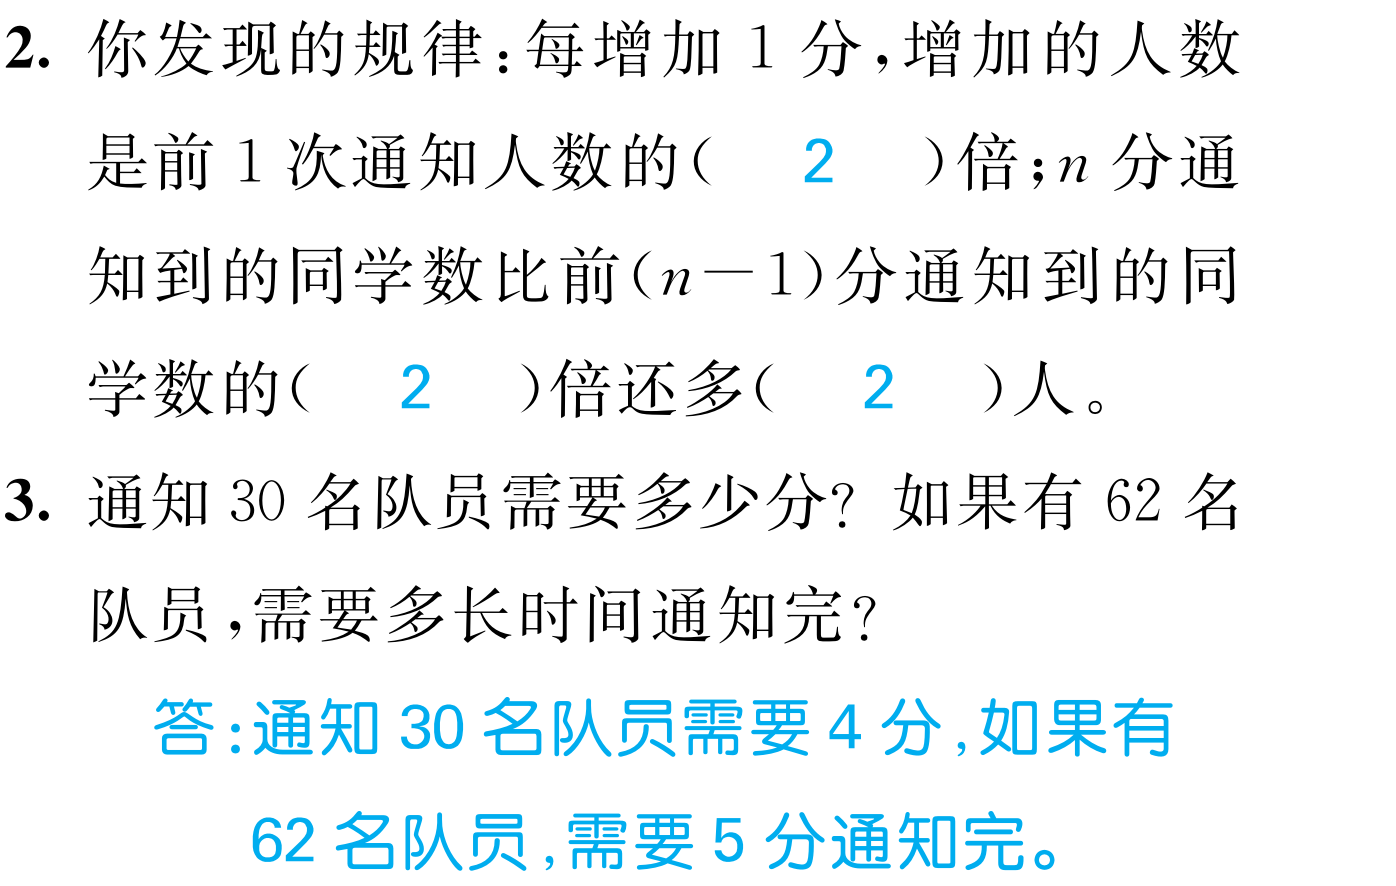 2. 你发现的规律:每增加 1 分,增加的人数
是前 1 次通知人数的( 2 )倍;n 分通
知到的同学数比前(n－1)分通知到的同
学数的( 2 )倍还多( 2 )人。
3. 通知 30 名队员需要多少分? 如果有 62 名
队员,需要多长时间通知完?
答:通知 30 名队员需要 4 分,如果有
62 名队员,需要 5 分通知完。